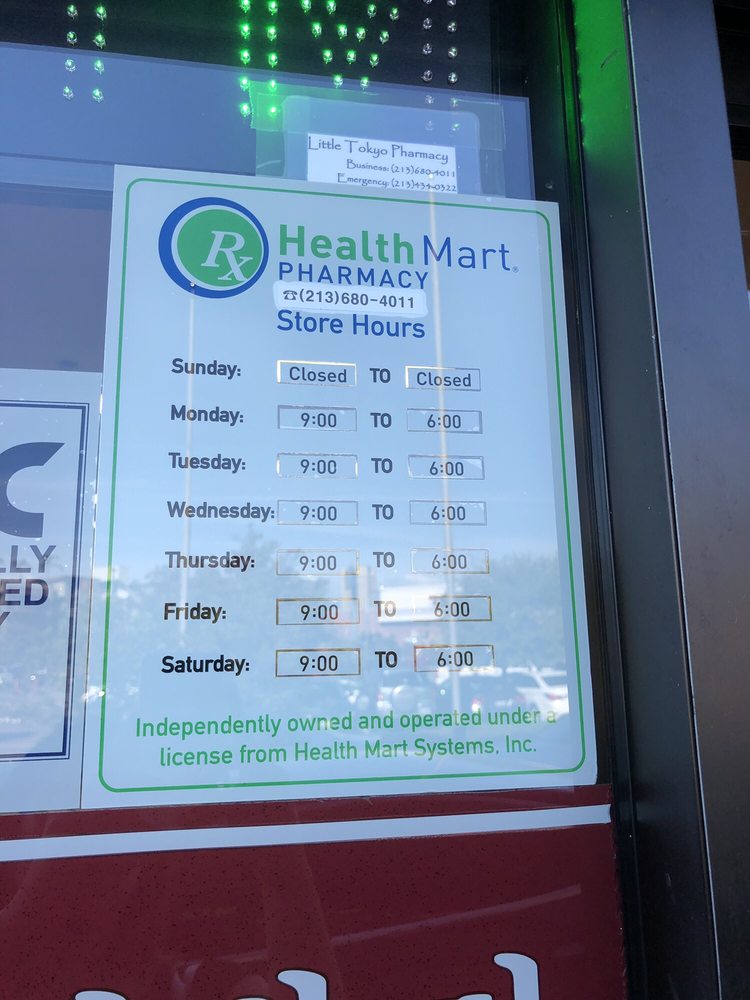 Little Tokyo Pharmacy
Business: (213)680-4011
Emergency: (213)434-0322
Rx HealthMart®
PHARMACY
☎(213)680-4011
Store Hours
Sunday: Closed TO Closed
Monday: 9:00 TO 6:00
Tuesday: 9:00 TO 6:00
Wednesday: 9:00 TO 6:00
Thursday: 9:00 TO 6:00
Friday: 9:00 TO 6:00
Saturday: 9:00 TO 6:00
Independently owned and operated under a
license from Health Mart Systems, Inc.
C
LLY
ED
Y